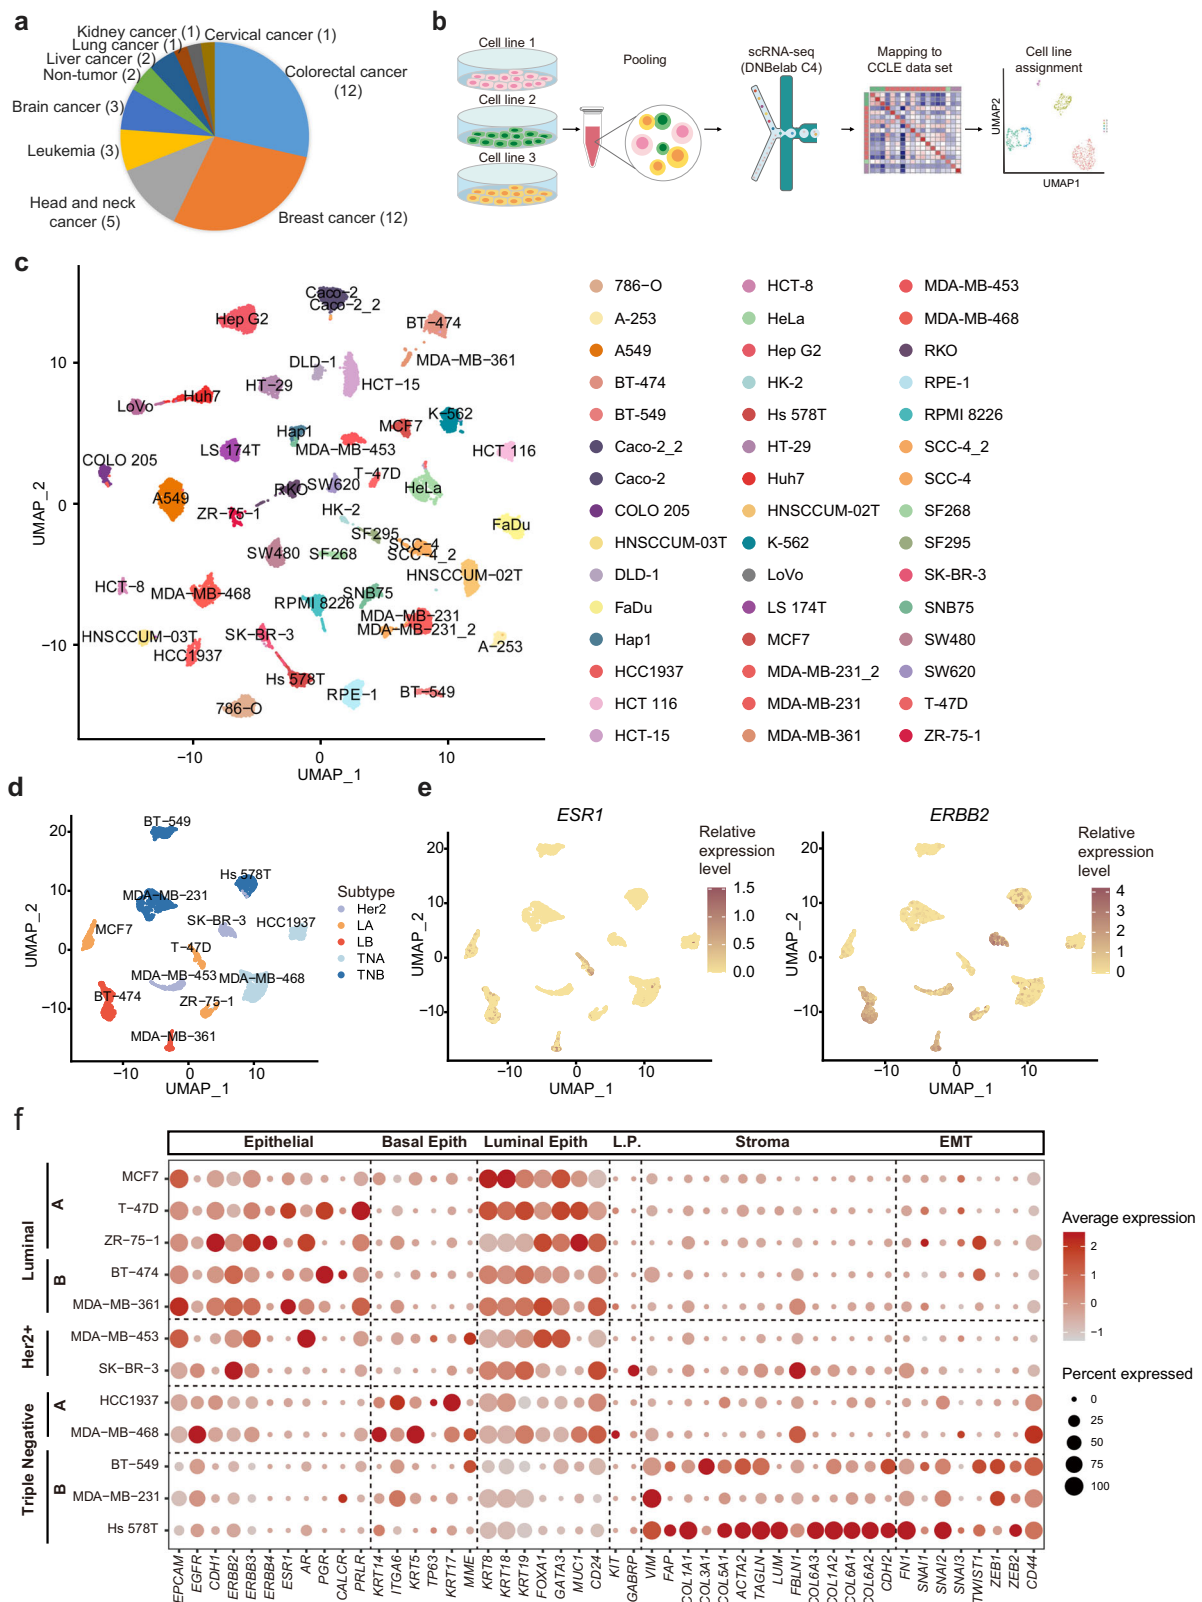 a
Kidney cancer (1)
Cervical cancer (1)
Lung cancer (1)
Liver cancer (2)
Non-tumor (2)
Brain cancer (3)
Leukemia (3)
Head and neck
cancer (5)
Colorectal cancer
(12)
Breast cancer (12)
b
Cell line 1
Cell line 2
Cell line 3
Pooling
scRNA-seq
(DNBelab C4)
Mapping to
CCLE data set
Cell line
assignment
UMAP2
UMAP1
c
Caco-2
Caco-2_2
Hep G2
BT-474
MDA-MB-361
DLD-1
HT-29
HCT-15
Huh7
LoVo
K-562
MCF7
Hap1
MDA-MB-453
LS 174T
HCT 116
COLO 205
T-47D
SW620
RKO
HeLa
A549
ZR-75-1
HK-2
FaDu
SF295
SCC-4
SCC-4_2
SW480
SF268
HNSCCUM-02T
HCT-8
MDA-MB-468
SNB75
RPMI 8226
MDA-MB-231
MDA-MB-231_2
HNSCCUM-03T
SK-BR-3
A-253
HCC1937
Hs 578T
RPE-1
BT-549
786-O
10
0
-10
UMAP_2
-10
0
10
UMAP_1
786-O
A-253
A549
BT-474
BT-549
Caco-2_2
Caco-2
COLO 205
HNSCCUM-03T
DLD-1
FaDu
Hap1
HCC1937
HCT 116
HCT-15
HCT-8
HeLa
Hep G2
HK-2
Hs 578T
HT-29
Huh7
HNSCCUM-02T
K-562
LoVo
LS 174T
MCF7
MDA-MB-231_2
MDA-MB-231
MDA-MB-361
MDA-MB-453
MDA-MB-468
RKO
RPE-1
RPMI 8226
SCC-4_2
SCC-4
SF268
SF295
SK-BR-3
SNB75
SW480
SW620
T-47D
ZR-75-1
d
BT-549
Hs 578T
MDA-MB-231
SK-BR-3
HCC1937
MCF7
T-47D
MDA-MB-453
MDA-MB-468
BT-474
ZR-75-1
MDA-MB-361
20
10
0
-10
UMAP_2
-10
0
10
UMAP_1
Subtype
Her2
LA
LB
TNA
TNB
e
ESR1
20
10
0
-10
UMAP_2
-10
0
10
UMAP_1
Relative
expression
level
1.5
1.0
0.5
0.0
ERBB2
20
10
0
-10
UMAP_2
-10
0
10
UMAP_1
Relative
expression
level
4
3
2
1
0
f
Epithelial
Basal Epith
Luminal Epith
L.P.
Stroma
EMT
Luminal
A
B
Her2+
Triple Negative
A
B
MCF7
T-47D
ZR-75-1
BT-474
MDA-MB-361
MDA-MB-453
SK-BR-3
HCC1937
MDA-MB-468
BT-549
MDA-MB-231
Hs 578T
EPCAM
EGFR
CDH1
ERBB2
ERBB3
ERBB4
ESR1
AR
PGR
CALCR
PRLR
KRT14
ITGA6
KRT5
TP63
KRT17
MME
KRT8
KRT18
KRT19
FOXA1
GATA3
MUC1
CD24
KIT
GABRP
VIM
FAP
COL1A1
COL3A1
COL5A1
ACTA2
TAGLN
LUM
FBLN1
COL6A3
COL1A2
COL6A1
COL6A2
CDH2
FN1
SNAI1
SNAI2
SNAI3
TWIST1
ZEB1
ZEB2
CD44
Average expression
2
1
0
-1
Percent expressed
0
25
50
75
100